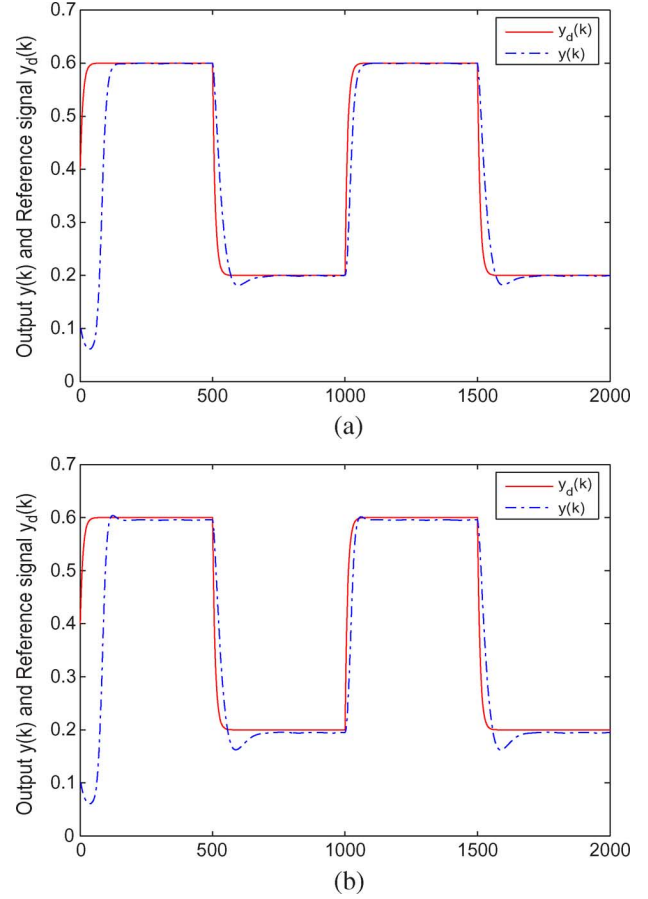 Output y(k) and Reference signal y_d(k)
0.7
0.6
0.5
0.4
0.3
0.2
0.1
0
0 500 1000 1500 2000
y_d(k)
y(k)
(a)
Output y(k) and Reference signal y_d(k)
0.7
0.6
0.5
0.4
0.3
0.2
0.1
0
0 500 1000 1500 2000
y_d(k)
y(k)
(b)